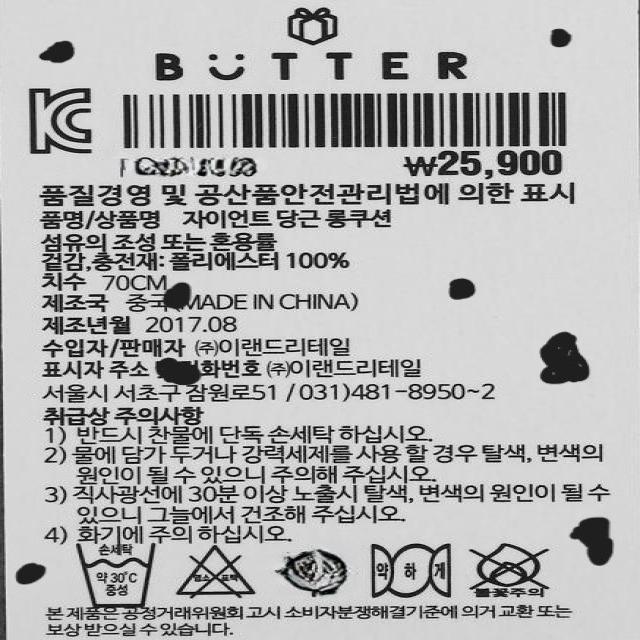 BÜTTER
₩25,900
품질경영 및 공산품안전관리법에 의한 표시
품명/상품명 자이언트 당근 롱쿠션
섬유의 조성 또는 혼용률
겉감,충전재: 폴리에스터 100%
치수 70CM
제조국 중국(MADE IN CHINA)
제조년월 2017.08
수입자/판매자 ㈜이랜드리테일
표시자 주소 화번호 ㈜이랜드리테일
서울시 서초구 잠원로51 / 031)481-8950~2
취급상 주의사항
1) 반드시 찬물에 단독 손세탁 하십시오.
2) 물에 담가 두거나 강력세제를 사용 할 경우 탈색, 변색의
원인이 될 수 있으니 주의해 주십시오.
3) 직사광선에 30분 이상 노출시 탈색, 변색의 원인이 될 수
있으니 그늘에서 건조해 주십시오.
4) 화기에 주의 하십시오.
손세탁
약 30℃
중성
염소 표백
약하게
불꽃주의
본 제품은 공정거래위원회 고시 소비자분쟁해결기준에 의거 교환 또는
보상 받으실 수 있습니다.